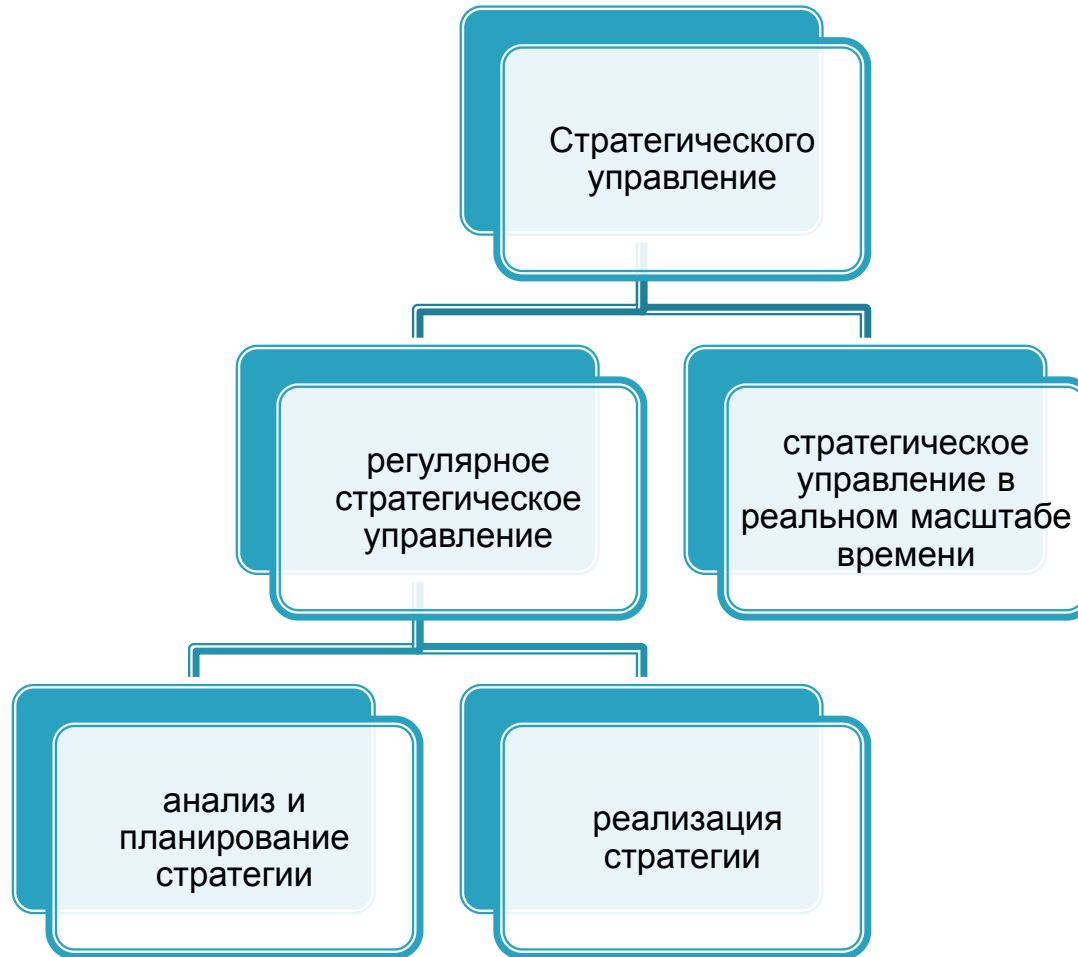 Стратегического
управление
регулярное
стратегическое
управление
стратегическое
управление в
реальном масштабе
времени
анализ и
планирование
стратегии
реализация
стратегии